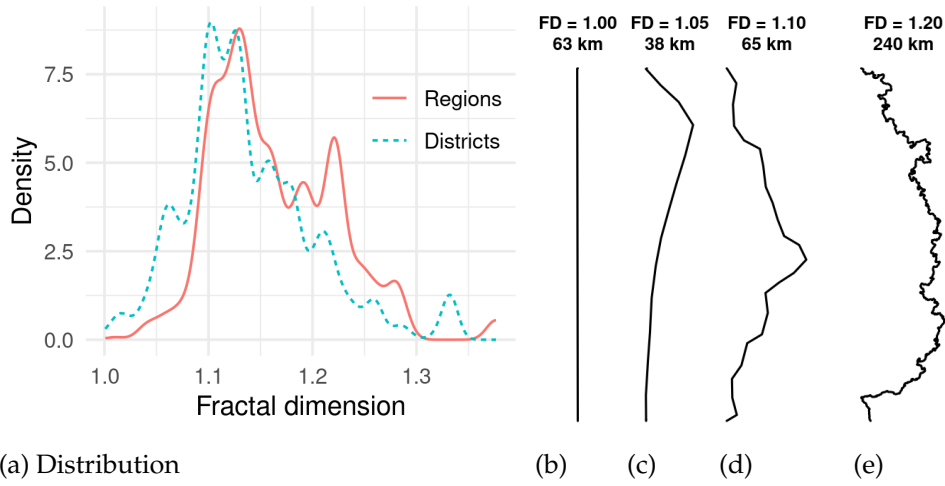 Density
7.5
5.0
2.5
0.0
1.0
1.1
1.2
1.3
Fractal dimension
Regions
Districts
(a) Distribution
FD = 1.00
63 km
(b)
FD = 1.05
38 km
(c)
FD = 1.10
65 km
(d)
FD = 1.20
240 km
(e)